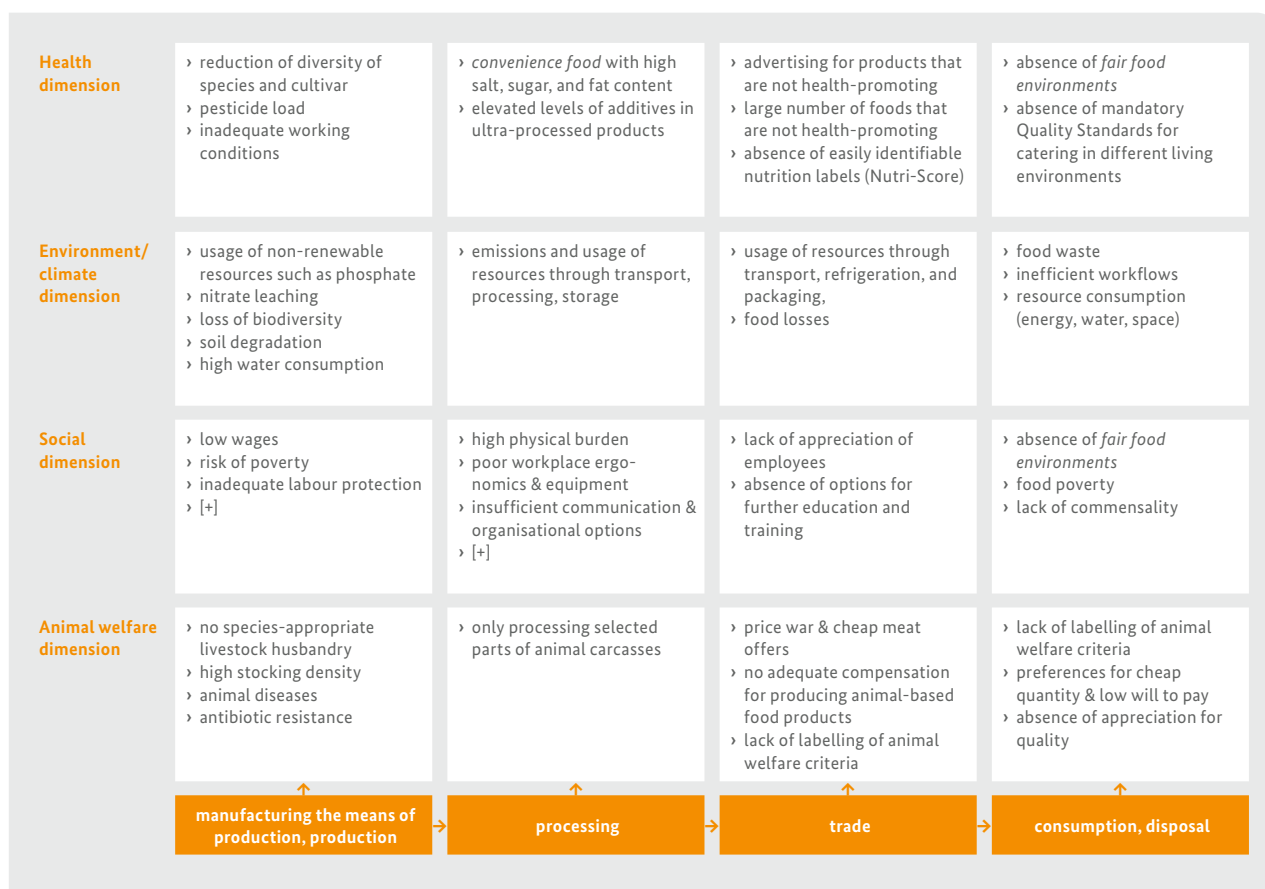 Health
dimension
› reduction of diversity of
species and cultivar
› pesticide load
› inadequate working
conditions
› convenience food with high
salt, sugar, and fat content
› elevated levels of additives in
ultra-processed products
› advertising for products that
are not health-promoting
› large number of foods that
are not health-promoting
› absence of easily identifiable
nutrition labels (Nutri-Score)
› absence of fair food
environments
› absence of mandatory
Quality Standards for
catering in different living
environments
Environment/
climate
dimension
› usage of non-renewable
resources such as phosphate
› nitrate leaching
› loss of biodiversity
› soil degradation
› high water consumption
› emissions and usage of
resources through transport,
processing, storage
› usage of resources through
transport, refrigeration, and
packaging,
› food losses
› food waste
› inefficient workflows
› resource consumption
(energy, water, space)
Social
dimension
› low wages
› risk of poverty
› inadequate labour protection
› [+]
› high physical burden
› poor workplace ergo-
nomics & equipment
› insufficient communication &
organisational options
› [+]
› lack of appreciation of
employees
› absence of options for
further education and
training
› absence of fair food
environments
› food poverty
› lack of commensality
Animal welfare
dimension
› no species-appropriate
livestock husbandry
› high stocking density
› animal diseases
› antibiotic resistance
› only processing selected
parts of animal carcasses
› price war & cheap meat
offers
› no adequate compensation
for producing animal-based
food products
› lack of labelling of animal
welfare criteria
› lack of labelling of animal
welfare criteria
› preferences for cheap
quantity & low will to pay
› absence of appreciation for
quality
manufacturing the means of
production, production
processing
trade
consumption, disposal